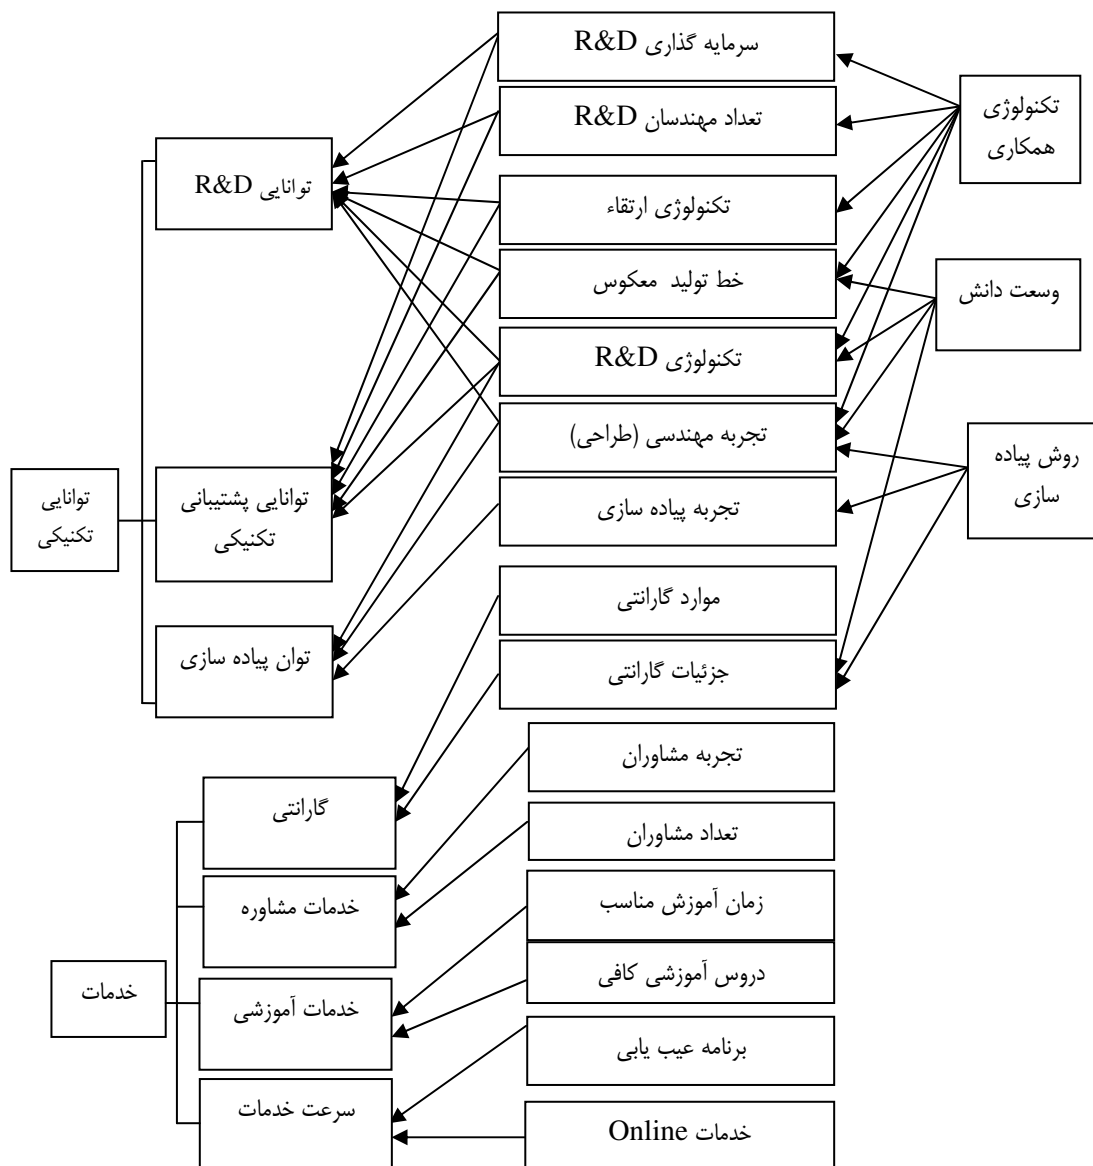 سرمایه گذاری R&D
تعداد مهندسان R&D
تکنولوژی ارتقاء
خط تولید معکوس
تکنولوژی R&D
تجربه مهندسی (طراحی)
تجربه پیاده سازی
موارد گارانتی
جزئیات گارانتی
تجربه مشاوران
تعداد مشاوران
زمان آموزش مناسب
دروس آموزشی کافی
برنامه عیب یابی
خدمات Online
تکنولوژی
همکاری
وسعت دانش
روش پیاده
سازی
توانایی R&D
توانایی پشتیبانی
تکنیکی
توان پیاده سازی
گارانتی
خدمات مشاوره
خدمات آموزشی
سرعت خدمات
توانایی
تکنیکی
خدمات